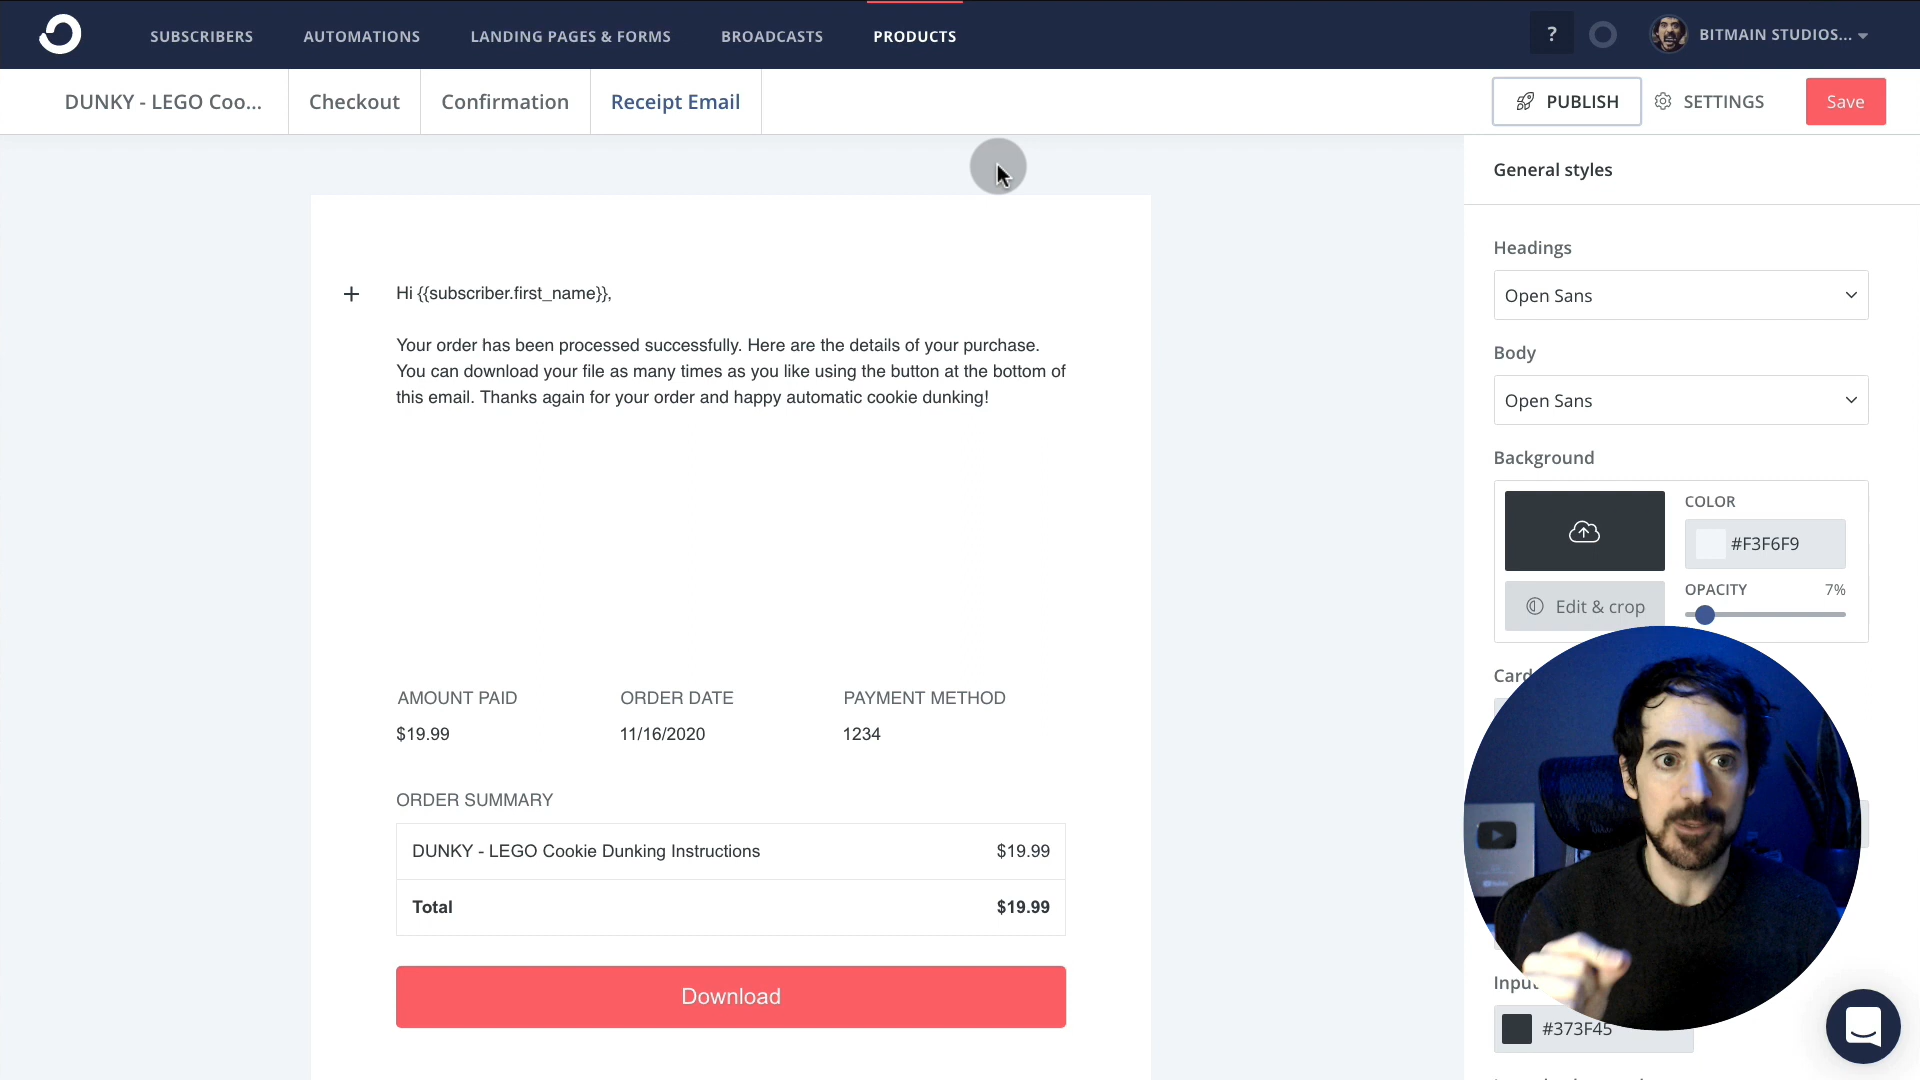 SUBSCRIBERS
AUTOMATIONS
LANDING PAGES & FORMS
BROADCASTS
PRODUCTS
?
BITMAIN STUDIOS...
DUNKY - LEGO Coo...
Checkout
Confirmation
Receipt Email
PUBLISH
SETTINGS
Save
General styles
Hi {{subscriber.first_name}},
Your order has been processed successfully. Here are the details of your purchase.
You can download your file as many times as you like using the button at the bottom of
this email. Thanks again for your order and happy automatic cookie dunking!
AMOUNT PAID
ORDER DATE
PAYMENT METHOD
$19.99
11/16/2020
1234
ORDER SUMMARY
DUNKY - LEGO Cookie Dunking Instructions
$19.99
Total
$19.99
Download
Headings
Open Sans
Body
Open Sans
Background
COLOR
#F3F6F9
OPACITY
7%
Edit & crop
Card
Input
#373F45